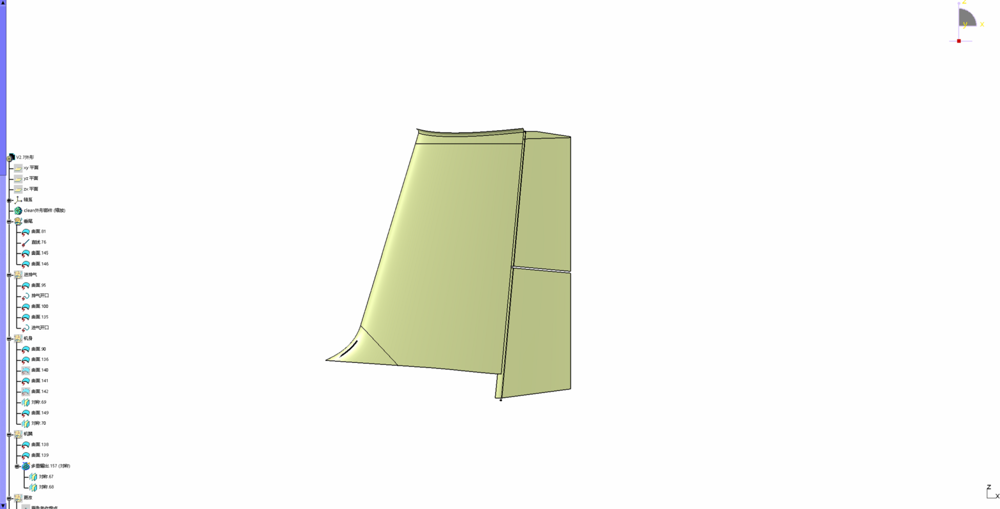 z
y x
V2.7外形
xy 平面
yz 平面
zx 平面
轴系
clean外形部件 (缩放)
垂尾
曲面.81
直线.76
曲面.145
曲面.146
进排气
曲面.95
排气开口
曲面.100
曲面.135
进气开口
机身
曲面.90
曲面.136
曲面.140
曲面.141
曲面.142
对称.69
曲面.149
对称.70
机翼
曲面.138
曲面.139
多重输出.157 (对称)
对称.67
对称.68
更改
z
x